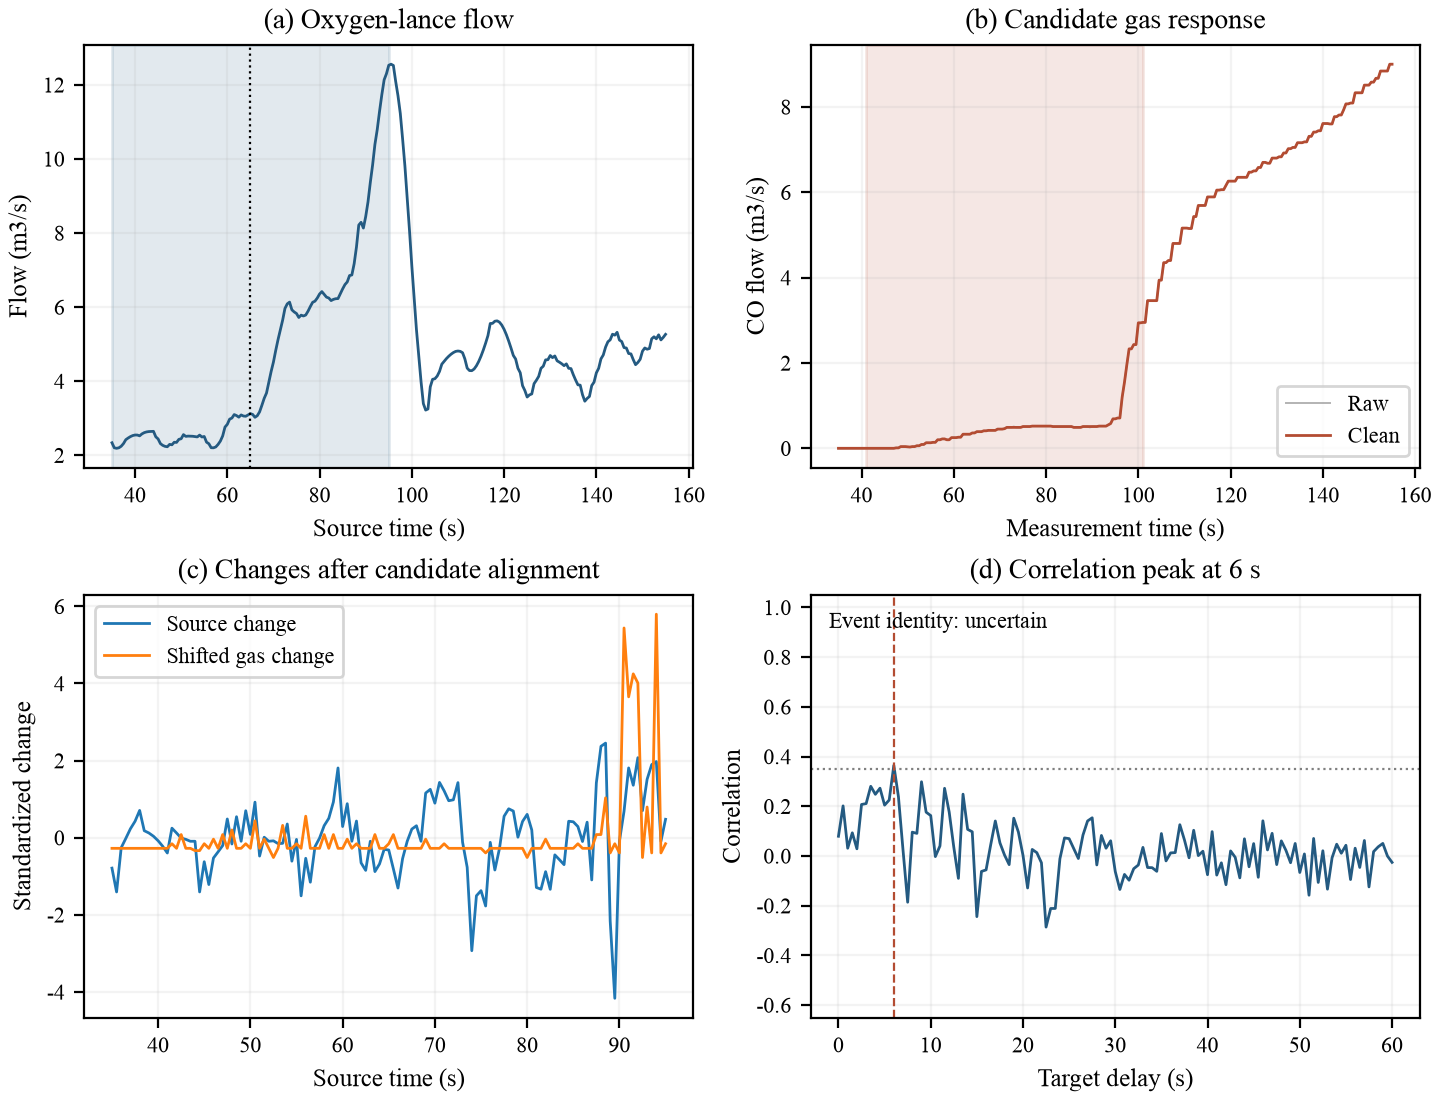 (a) Oxygen-lance flow
Flow (m3/s)
12
10
8
6
4
2
40 60 80 100 120 140 160
Source time (s)
(b) Candidate gas response
CO flow (m3/s)
8
6
4
2
0
Raw
Clean
40 60 80 100 120 140 160
Measurement time (s)
(c) Changes after candidate alignment
Standardized change
6
4
2
0
-2
-4
Source change
Shifted gas change
40 50 60 70 80 90
Source time (s)
(d) Correlation peak at 6 s
Correlation
1.0
0.8
0.6
0.4
0.2
0.0
-0.2
-0.4
-0.6
Event identity: uncertain
0 10 20 30 40 50 60
Target delay (s)